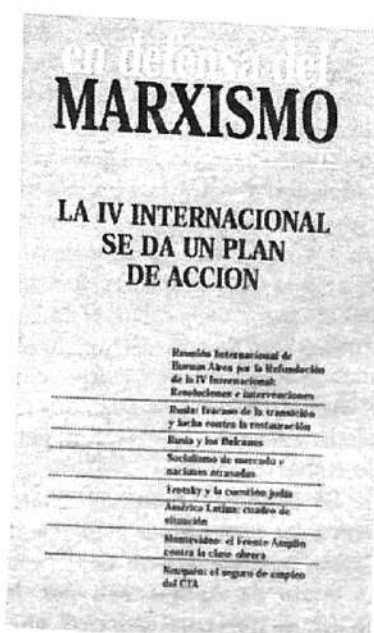 en defensa del
MARXISMO
LA IV INTERNACIONAL
SE DA UN PLAN
DE ACCION
Reunión Internacional de
Buenos Aires por la Refundación
de la IV Internacional:
Resoluciones e intervenciones
Rusia: fracaso de la transición
y lucha contra la restauración
Rusia y los Balcanes
Socialismo de mercado y
naciones atrasadas
Trotsky y la cuestión judía
América Latina: cuadro de
situación
Montevideo: el Frente Amplio
contra la clase obrera
Neuquén: el seguro de empleo
del CTA